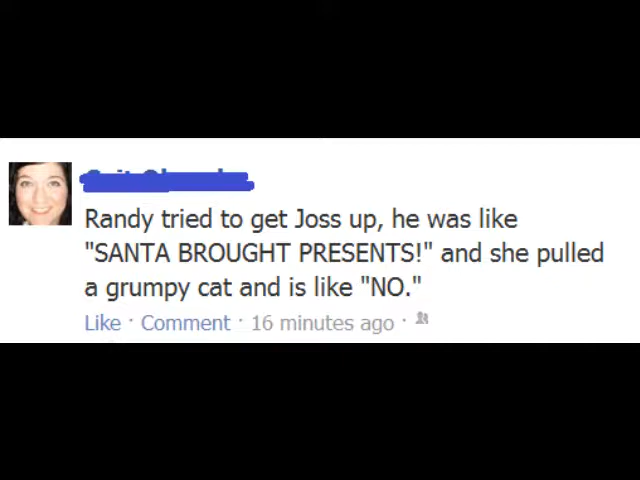 Randy tried to get Joss up, he was like
"SANTA BROUGHT PRESENTS!" and she pulled
a grumpy cat and is like "NO."
Like · Comment · 16 minutes ago ·